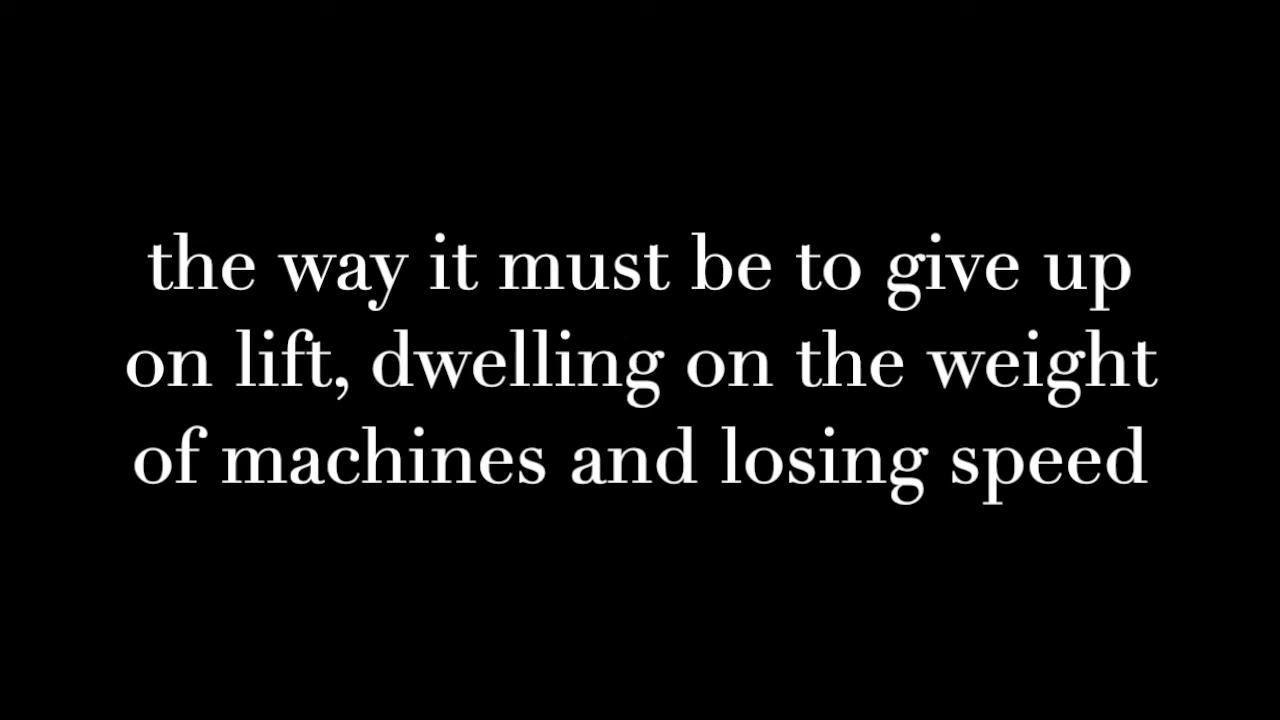 the way it must be to give up
on lift, dwelling on the weight
of machines and losing speed